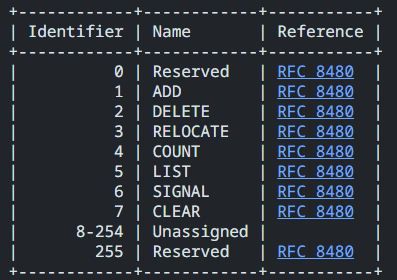 +------------+------------+-----------+
| Identifier | Name       | Reference |
+------------+------------+-----------+
|          0 | Reserved   | RFC 8480  |
|          1 | ADD        | RFC 8480  |
|          2 | DELETE     | RFC 8480  |
|          3 | RELOCATE   | RFC 8480  |
|          4 | COUNT      | RFC 8480  |
|          5 | LIST       | RFC 8480  |
|          6 | SIGNAL     | RFC 8480  |
|          7 | CLEAR      | RFC 8480  |
|      8-254 | Unassigned |           |
|        255 | Reserved   | RFC 8480  |
+------------+------------+-----------+